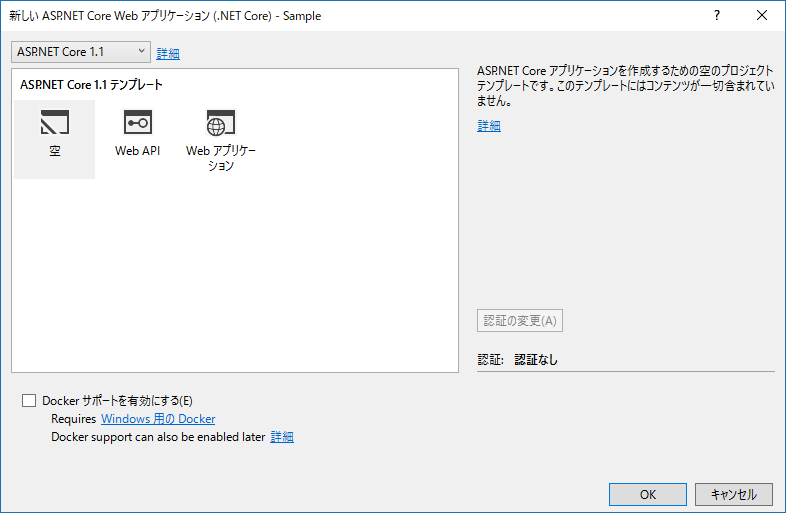 新しい ASP.NET Core Web アプリケーション (.NET Core) - Sample
ASP.NET Core 1.1
詳細
ASP.NET Core 1.1 テンプレート
空
Web API
Web アプリケー
ション
ASP.NET Core アプリケーションを作成するための空のプロジェクト
テンプレートです。このテンプレートにはコンテンツが一切含まれてい
ません。
詳細
認証の変更(A)
認証: 認証なし
Docker サポートを有効にする(E)
Requires Windows 用の Docker
Docker support can also be enabled later 詳細
OK
キャンセル